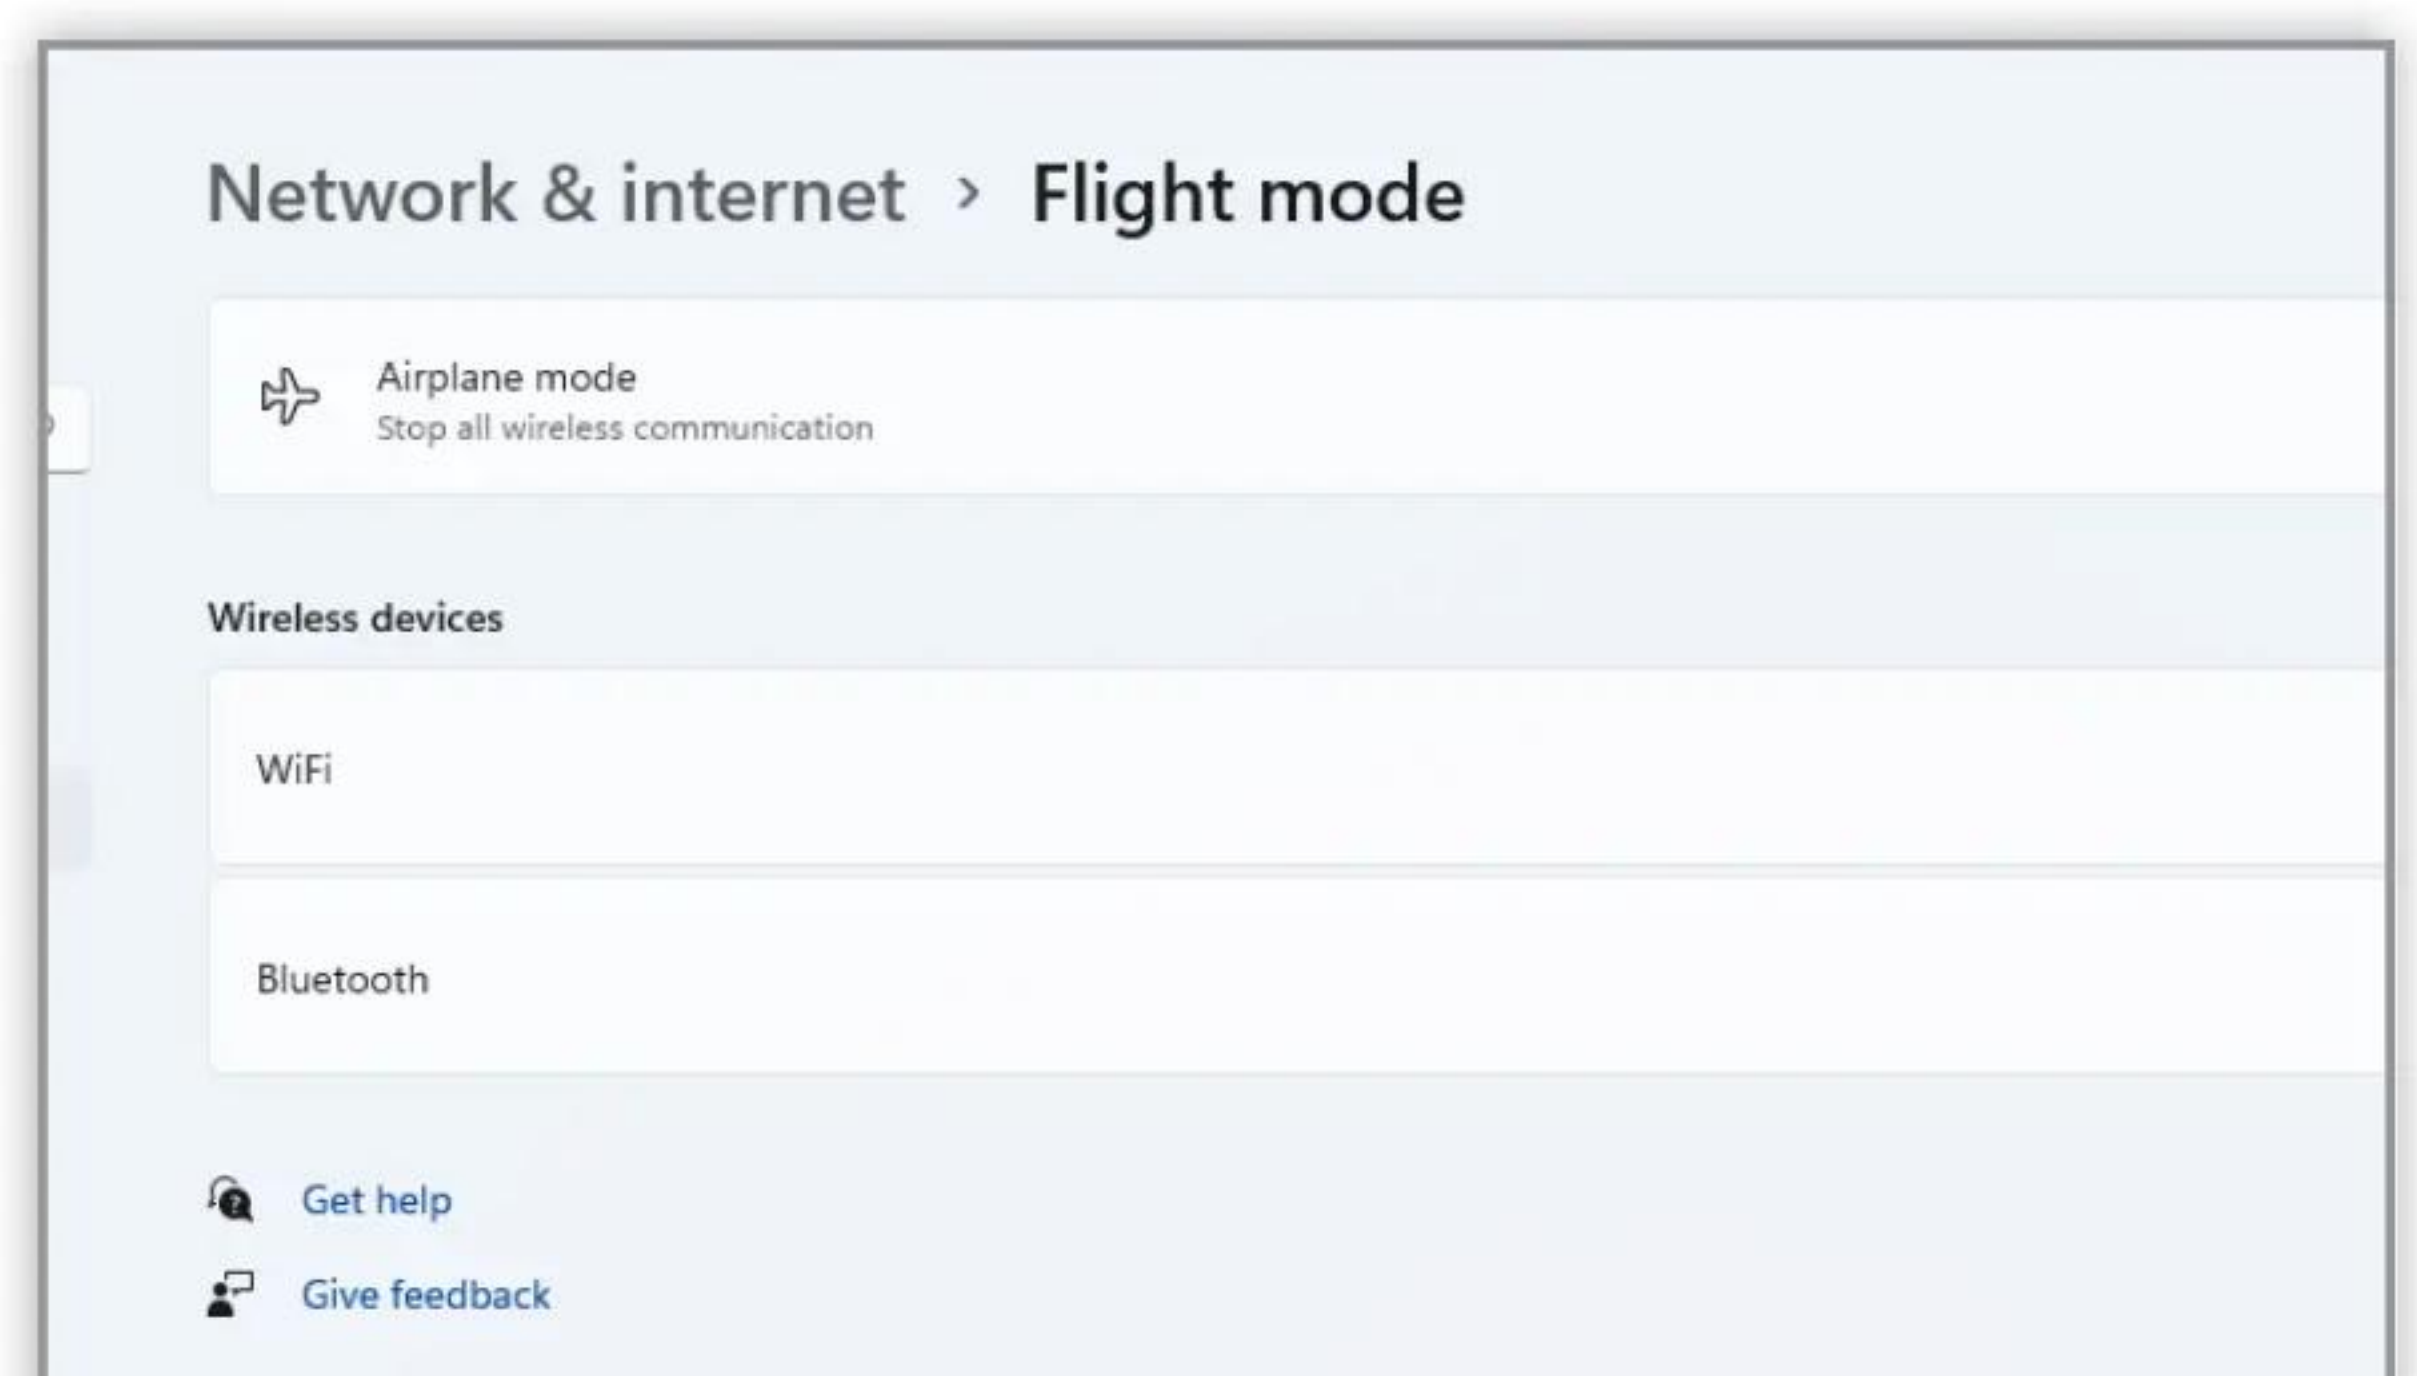 Network & internet › Flight mode
Airplane mode
Stop all wireless communication
Wireless devices
WiFi
Bluetooth
Get help
Give feedback